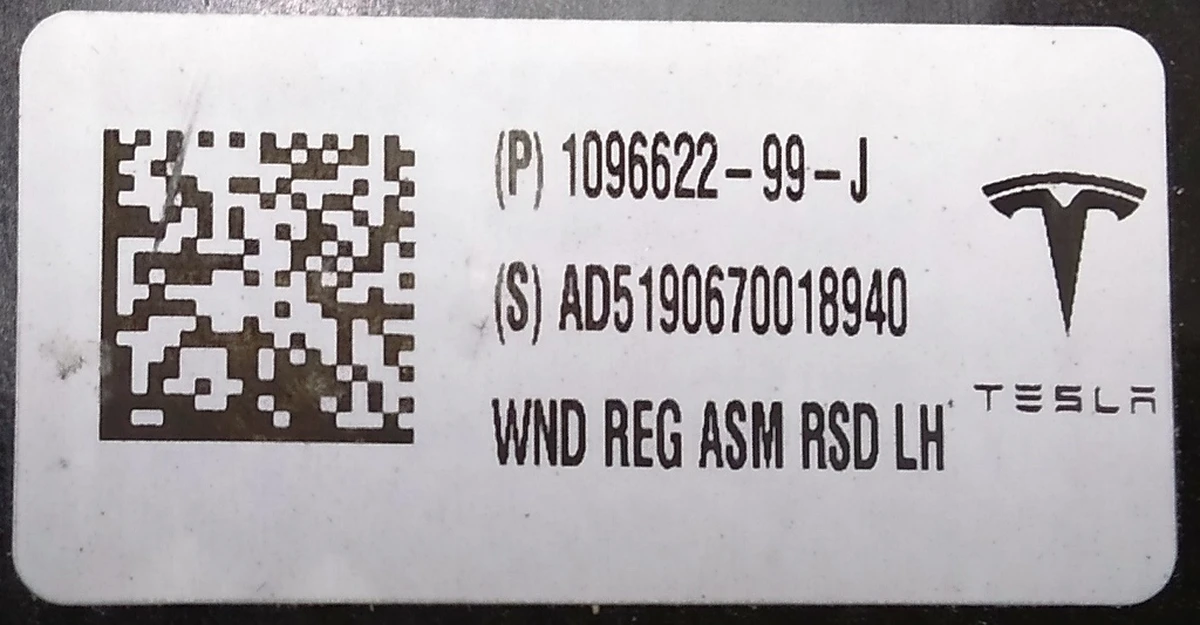 (P) 1096622-99-J
(S) AD5190670018940
WND REG ASM RSD LH
TESLA